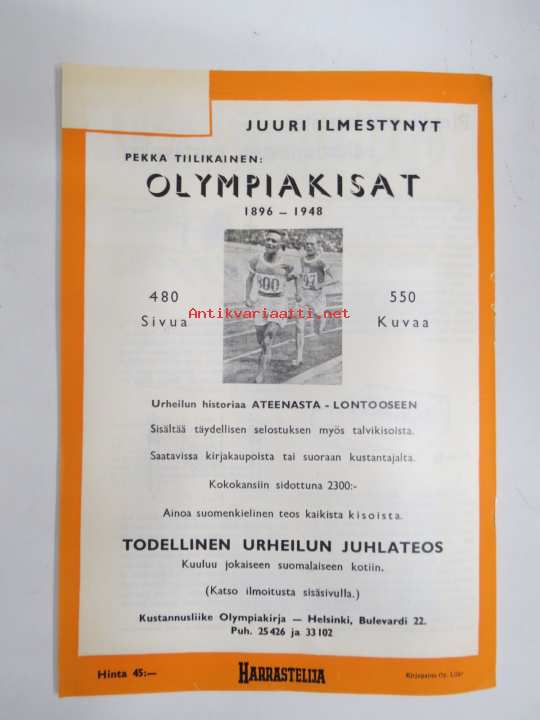 JUURI ILMESTYNYT
PEKKA TIILIKAINEN:
OLYMPIAKISAT
1896 – 1948
480
Sivua
550
Kuvaa
300
Antikvariaatti.net
Urheilun historiaa ATEENASTA - LONTOOSEEN
Sisältää täydellisen selostuksen myös talvikisoista.
Saatavissa kirjakaupoista tai suoraan kustantajalta.
Kokokansiin sidottuna 2300:-
Ainoa suomenkielinen teos kaikista kisoista.
TODELLINEN URHEILUN JUHLATEOS
Kuuluu jokaiseen suomalaiseen kotiin.
(Katso ilmoitusta sisäsivulla.)
Kustannusliike Olympiakirja — Helsinki, Bulevardi 22.
Puh. 25 426 ja 33 102
Hinta 45:—
HARRASTELIJA
Kirjapaino Oy. Libr